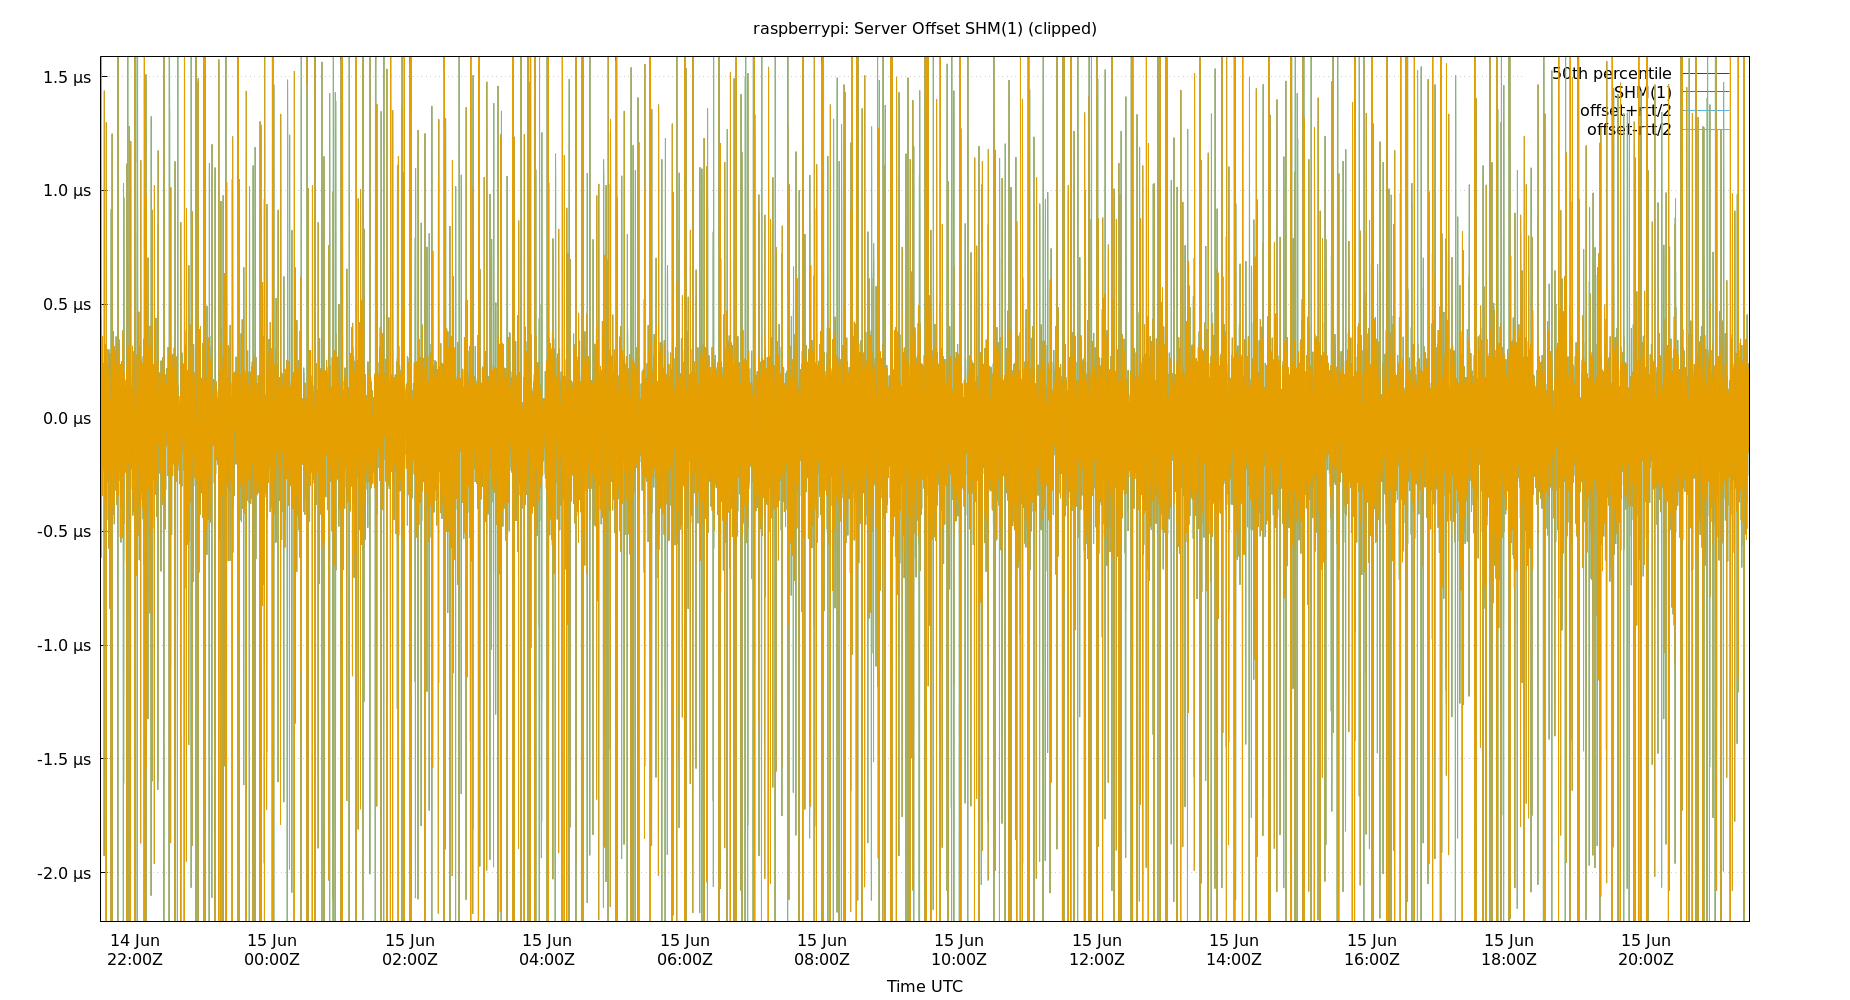 raspberrypi: Server Offset SHM(1) (clipped)
1.5 µs
1.0 µs
0.5 µs
0.0 µs
-0.5 µs
-1.0 µs
-1.5 µs
-2.0 µs
50th percentile
SHM(1)
offset+rtt/2
offset-rtt/2
14 Jun 15 Jun 15 Jun 15 Jun 15 Jun 15 Jun 15 Jun 15 Jun 15 Jun 15 Jun 15 Jun 15 Jun
22:00Z 00:00Z 02:00Z 04:00Z 06:00Z 08:00Z 10:00Z 12:00Z 14:00Z 16:00Z 18:00Z 20:00Z
Time UTC